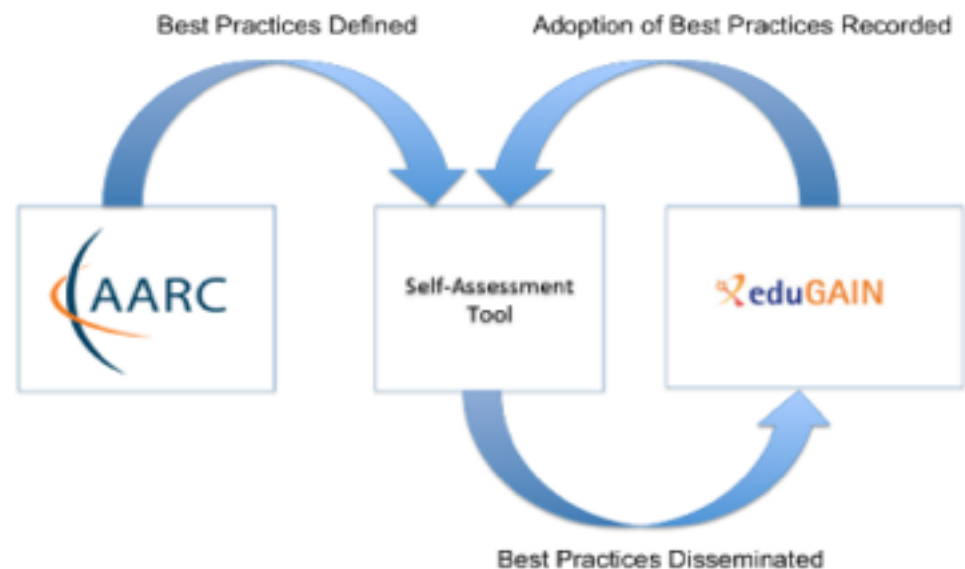 Best Practices Defined
Adoption of Best Practices Recorded
AARC
Self-Assessment
Tool
eduGAIN
Best Practices Disseminated